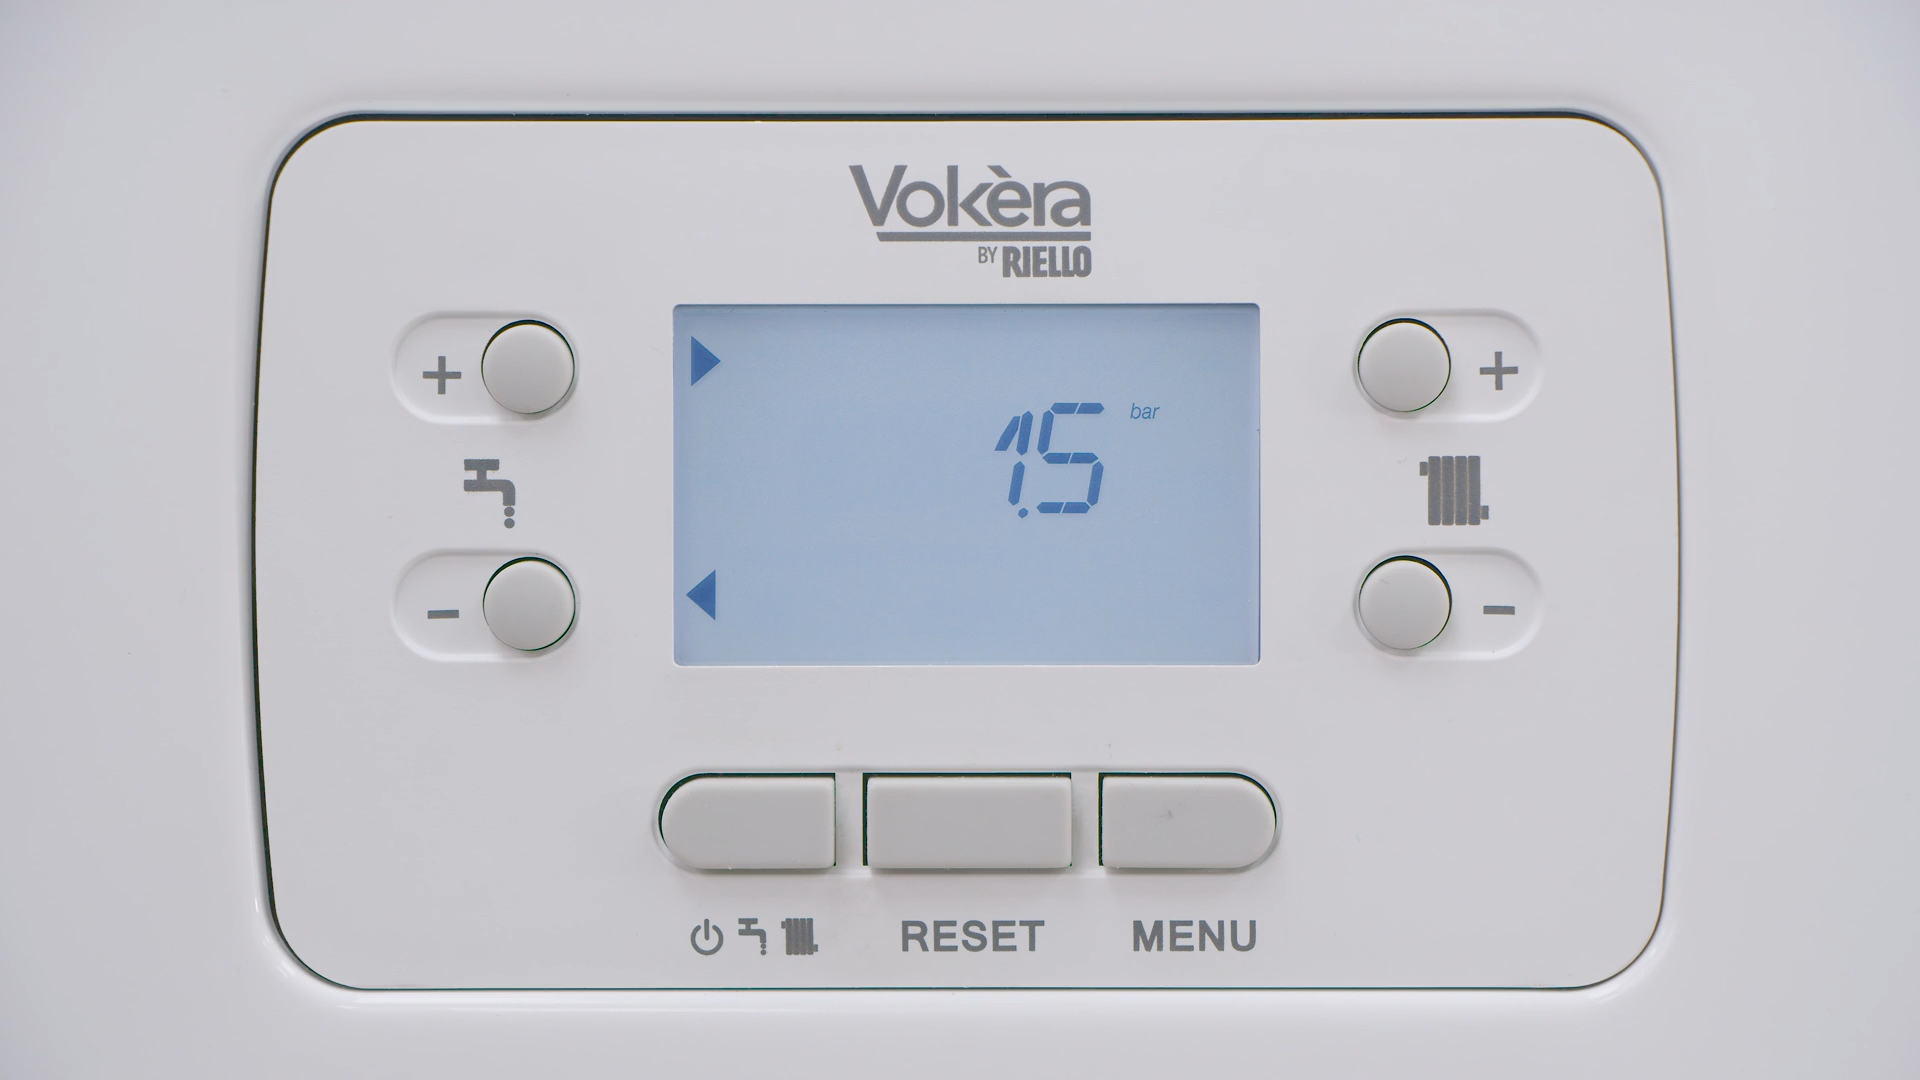 Vokèra
BY RIELLO
+
+
1.5 bar
-
-
RESET
MENU